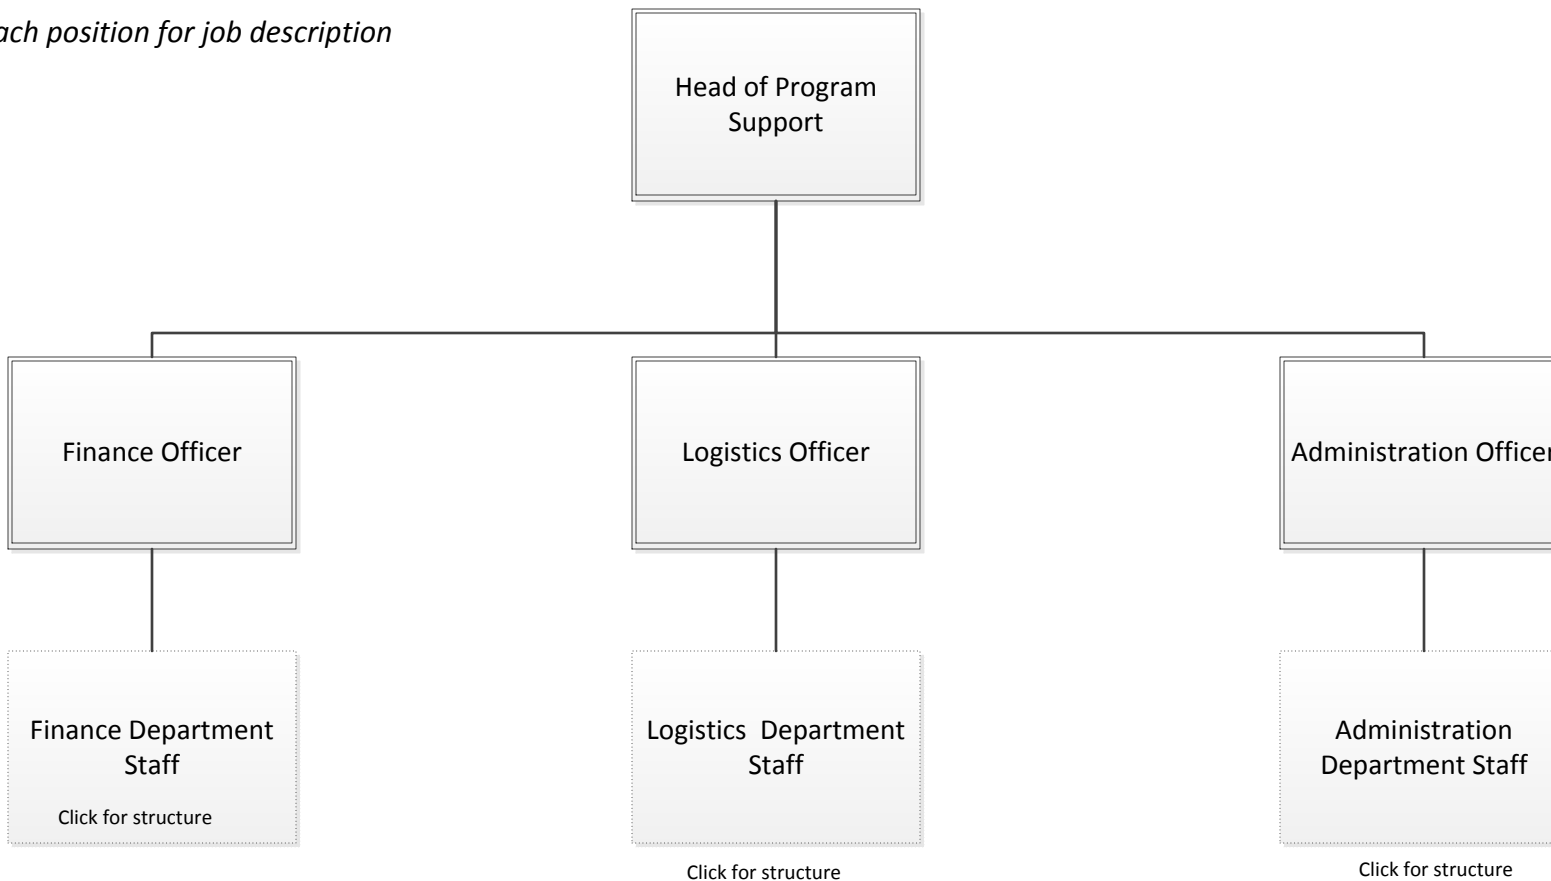 ach position for job description
Head of Program
Support
Finance Officer
Logistics Officer
Administration Officer
Finance Department
Staff
Click for structure
Logistics  Department
Staff
Click for structure
Administration
Department Staff
Click for structure